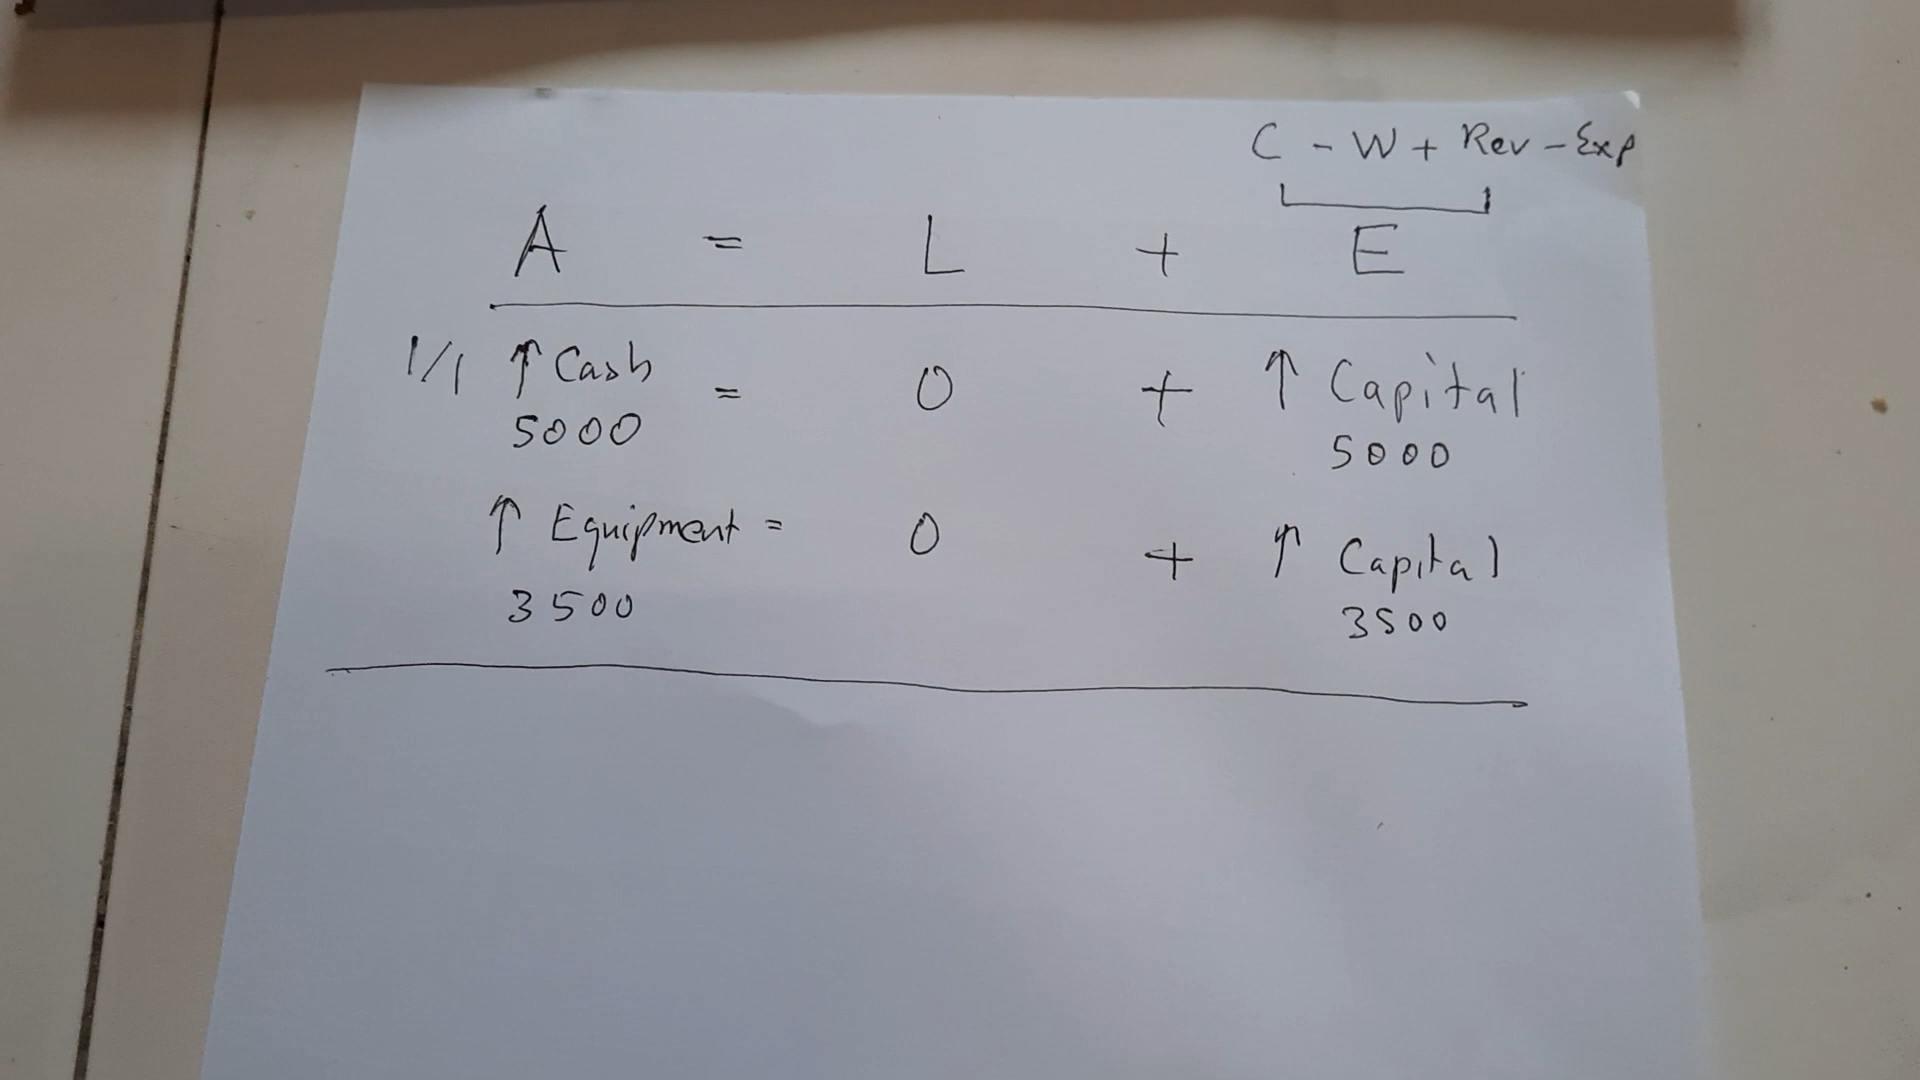 C - W + Rev - Exp
A = L + E
1/1 ↑ Cash = 0 + ↑ Capital
5000 5000
↑ Equipment = 0 + ↑ Capital
3500 3500